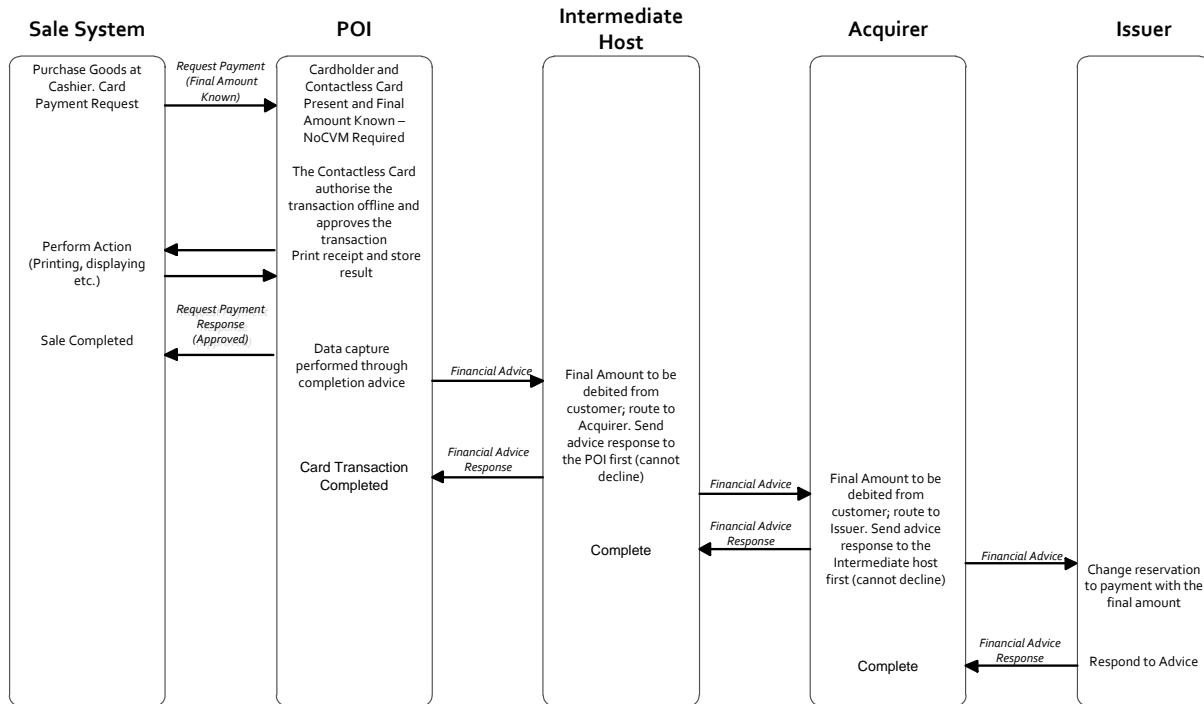 Sale System
POI
Intermediate
Host
Acquirer
Issuer
Purchase Goods at
Cashier. Card
Payment Request
Request Payment
(Final Amount
Known)
Cardholder and
Contactless Card
Present and Final
Amount Known –
NoCVM Required
The Contactless Card
authorise the
transaction offline and
approves the
transaction
Print receipt and store
result
Perform Action
(Printing, displaying
etc.)
Request Payment
Response
(Approved)
Sale Completed
Data capture
performed through
completion advice
Financial Advice
Final Amount to be
debited from
customer; route to
Acquirer. Send
advice response to
the POI first (cannot
decline)
Financial Advice
Response
Card Transaction
Completed
Financial Advice
Final Amount to be
debited from
customer; route to
Issuer. Send advice
response to the
Intermediate host
first (cannot decline)
Financial Advice
Response
Complete
Financial Advice
Change reservation
to payment with the
final amount
Financial Advice
Response
Complete
Respond to Advice